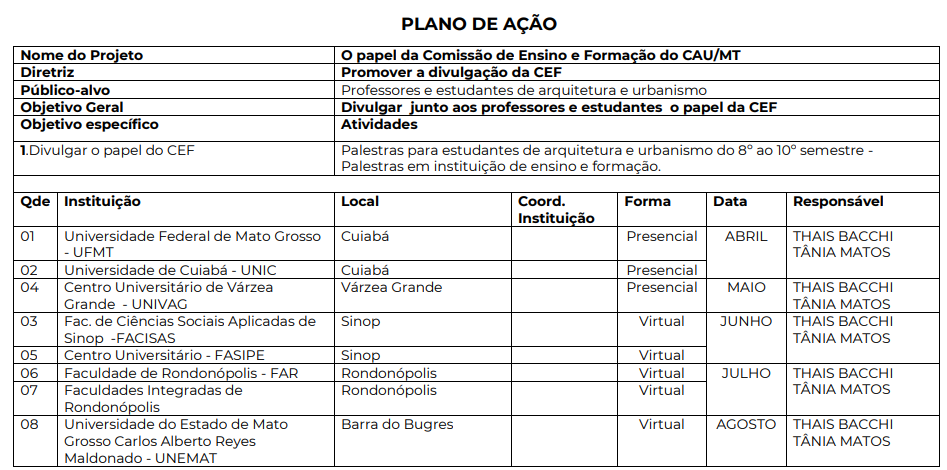 PLANO DE AÇÃO
Nome do Projeto O papel da Comissão de Ensino e Formação do CAU/MT
Diretriz Promover a divulgação da CEF
Público-alvo Professores e estudantes de arquitetura e urbanismo
Objetivo Geral Divulgar junto aos professores e estudantes o papel da CEF
Objetivo específico Atividades
1.Divulgar o papel do CEF Palestras para estudantes de arquitetura e urbanismo do 8º ao 10º semestre -
Palestras em instituição de ensino e formação.
Qde Instituição Local Coord. Forma Data Responsável
Instituição
01 Universidade Federal de Mato Grosso Cuiabá Presencial ABRIL THAIS BACCHI
- UFMT TÂNIA MATOS
02 Universidade de Cuiabá - UNIC Cuiabá Presencial
04 Centro Universitário de Várzea Várzea Grande Presencial MAIO THAIS BACCHI
Grande - UNIVAG TÂNIA MATOS
03 Fac. de Ciências Sociais Aplicadas de Sinop Virtual JUNHO THAIS BACCHI
Sinop -FACISAS TÂNIA MATOS
05 Centro Universitário - FASIPE Sinop Virtual
06 Faculdade de Rondonópolis - FAR Rondonópolis Virtual JULHO THAIS BACCHI
07 Faculdades Integradas de Rondonópolis Virtual TÂNIA MATOS
Rondonópolis
08 Universidade do Estado de Mato Barra do Bugres Virtual AGOSTO THAIS BACCHI
Grosso Carlos Alberto Reyes TÂNIA MATOS
Maldonado - UNEMAT